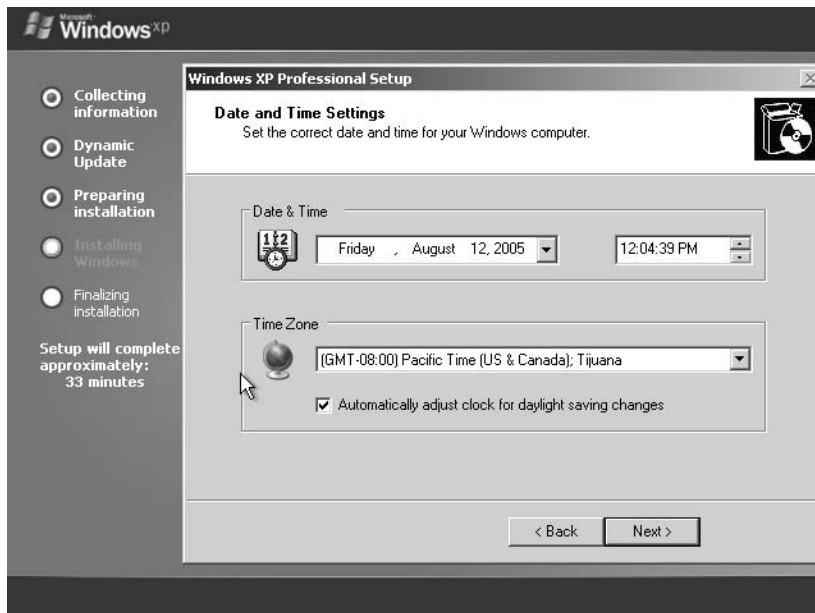 Microsoft
Windows xp
Collecting
information
Dynamic
Update
Preparing
installation
Installing
Windows
Finalizing
installation
Setup will complete
approximately:
33 minutes
Windows XP Professional Setup
Date and Time Settings
Set the correct date and time for your Windows computer.
Date & Time
Friday , August 12, 2005
12:04:39 PM
Time Zone
(GMT-08:00) Pacific Time (US & Canada); Tijuana
Automatically adjust clock for daylight saving changes
< Back
Next >